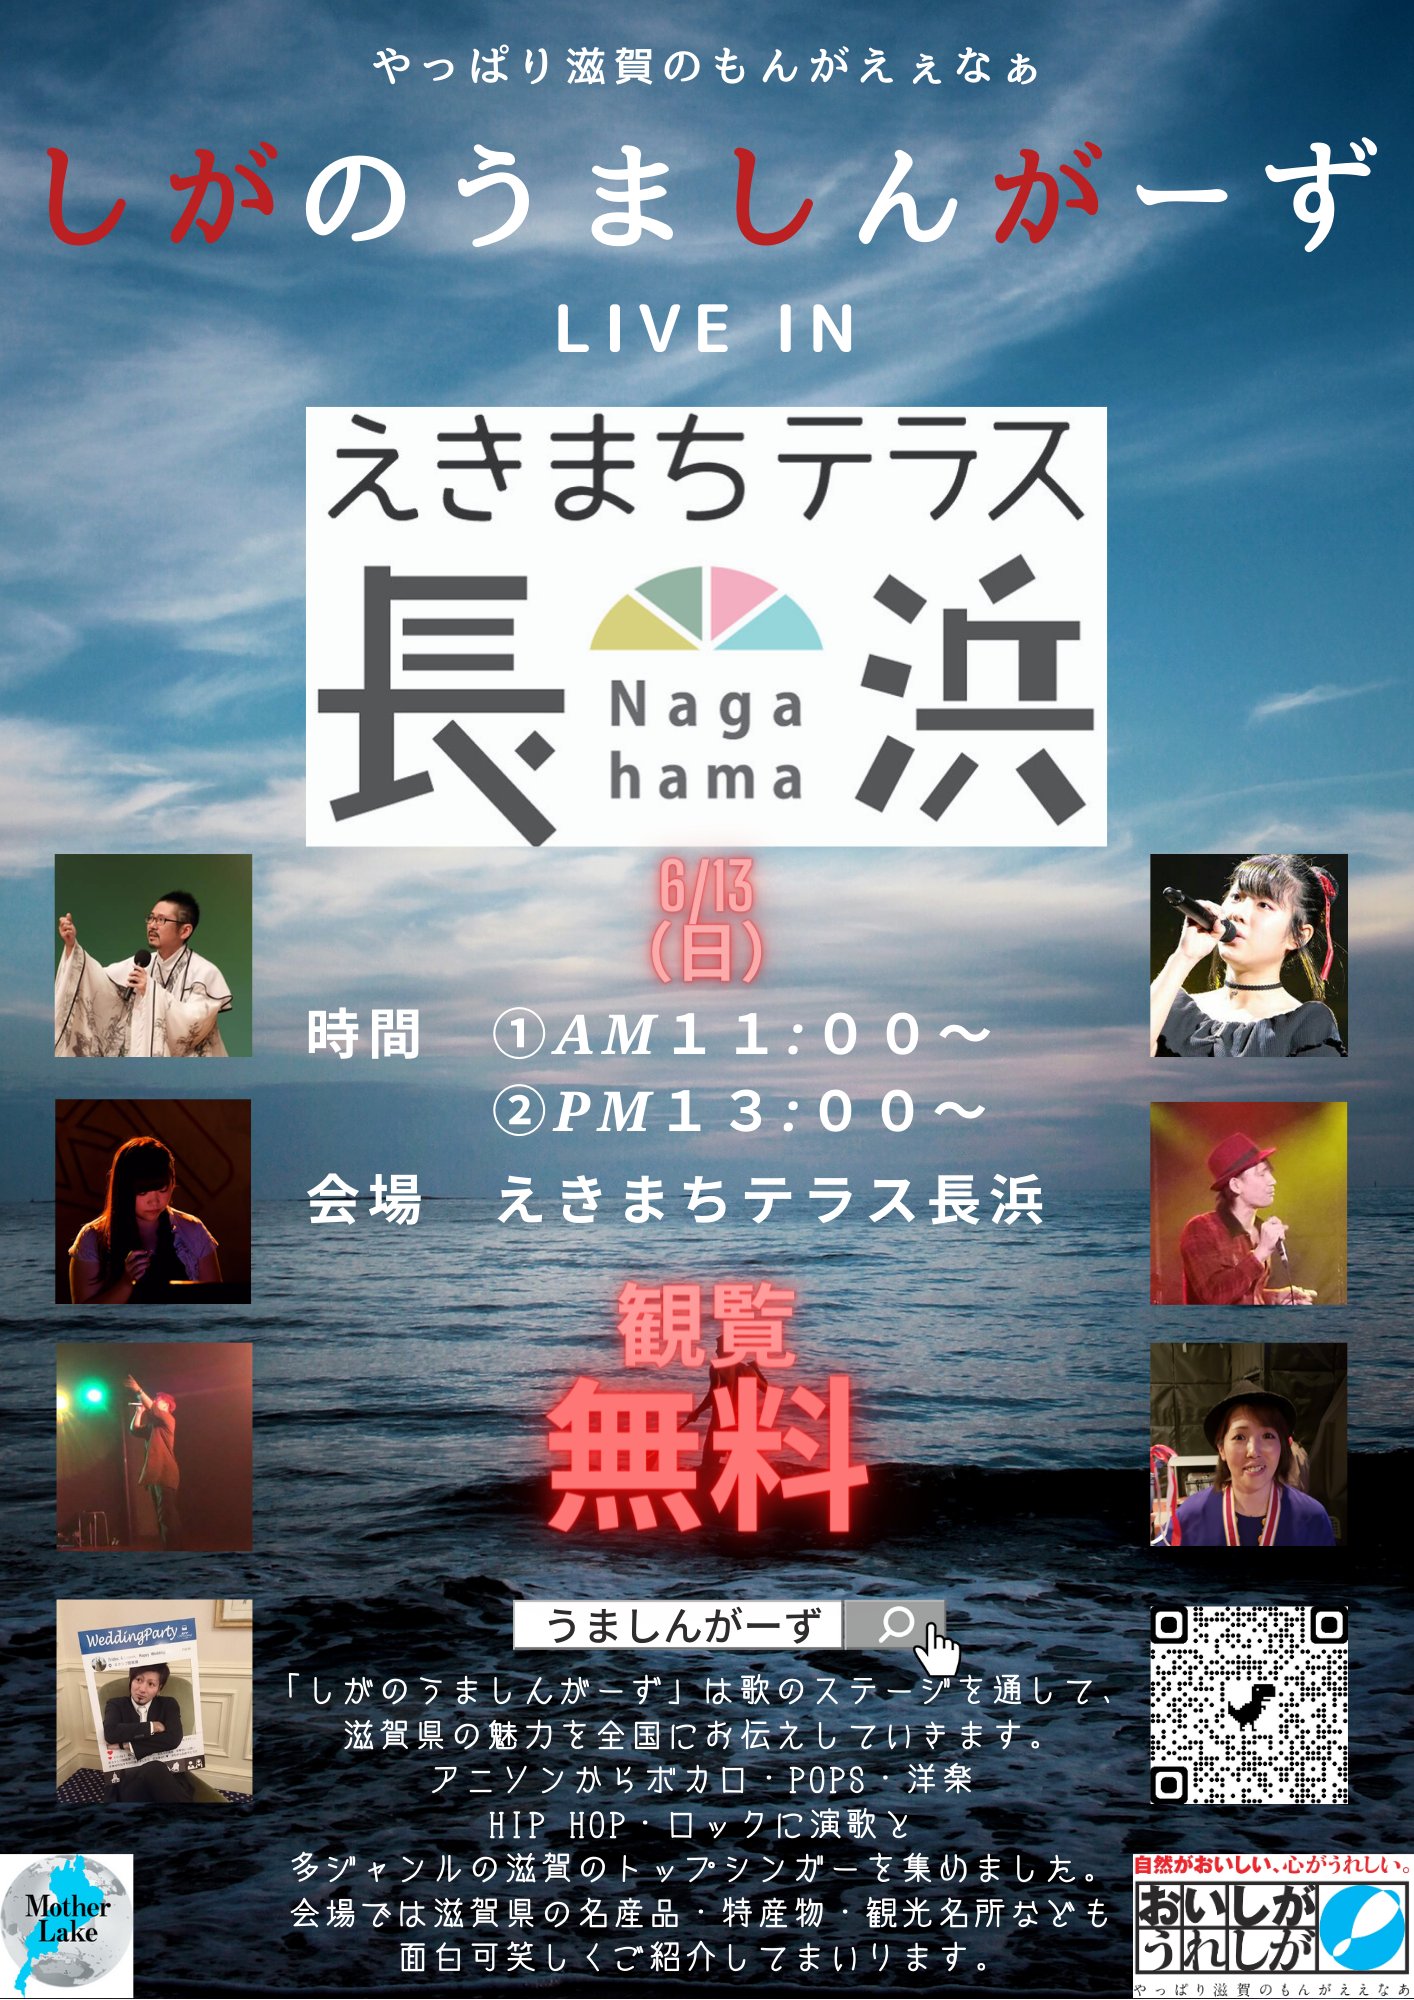 やっぱり滋賀のもんがえぇなぁ
しがのうましんがーず
LIVE IN
えきまちテラス
長浜
Naga
hama
6/13
(日)
時間 ①AM11:00～
②PM13:00～
会場 えきまちテラス長浜
観覧
無料
WeddingParty
うましんがーず
「しがのうましんがーず」は歌のステージを通して、
滋賀県の魅力を全国にお伝えしていきます。
アニソンからボカロ・POPS・洋楽
HIP HOP・ロックに演歌と
多ジャンルの滋賀のトップシンガーを集めました。
会場では滋賀県の名産品・特産物・観光名所なども
面白可笑しくご紹介してまいります。
Mother
Lake
自然がおいしい、心がうれしい。
おいしが
うれしが
やっぱり滋賀のもんがええなぁ